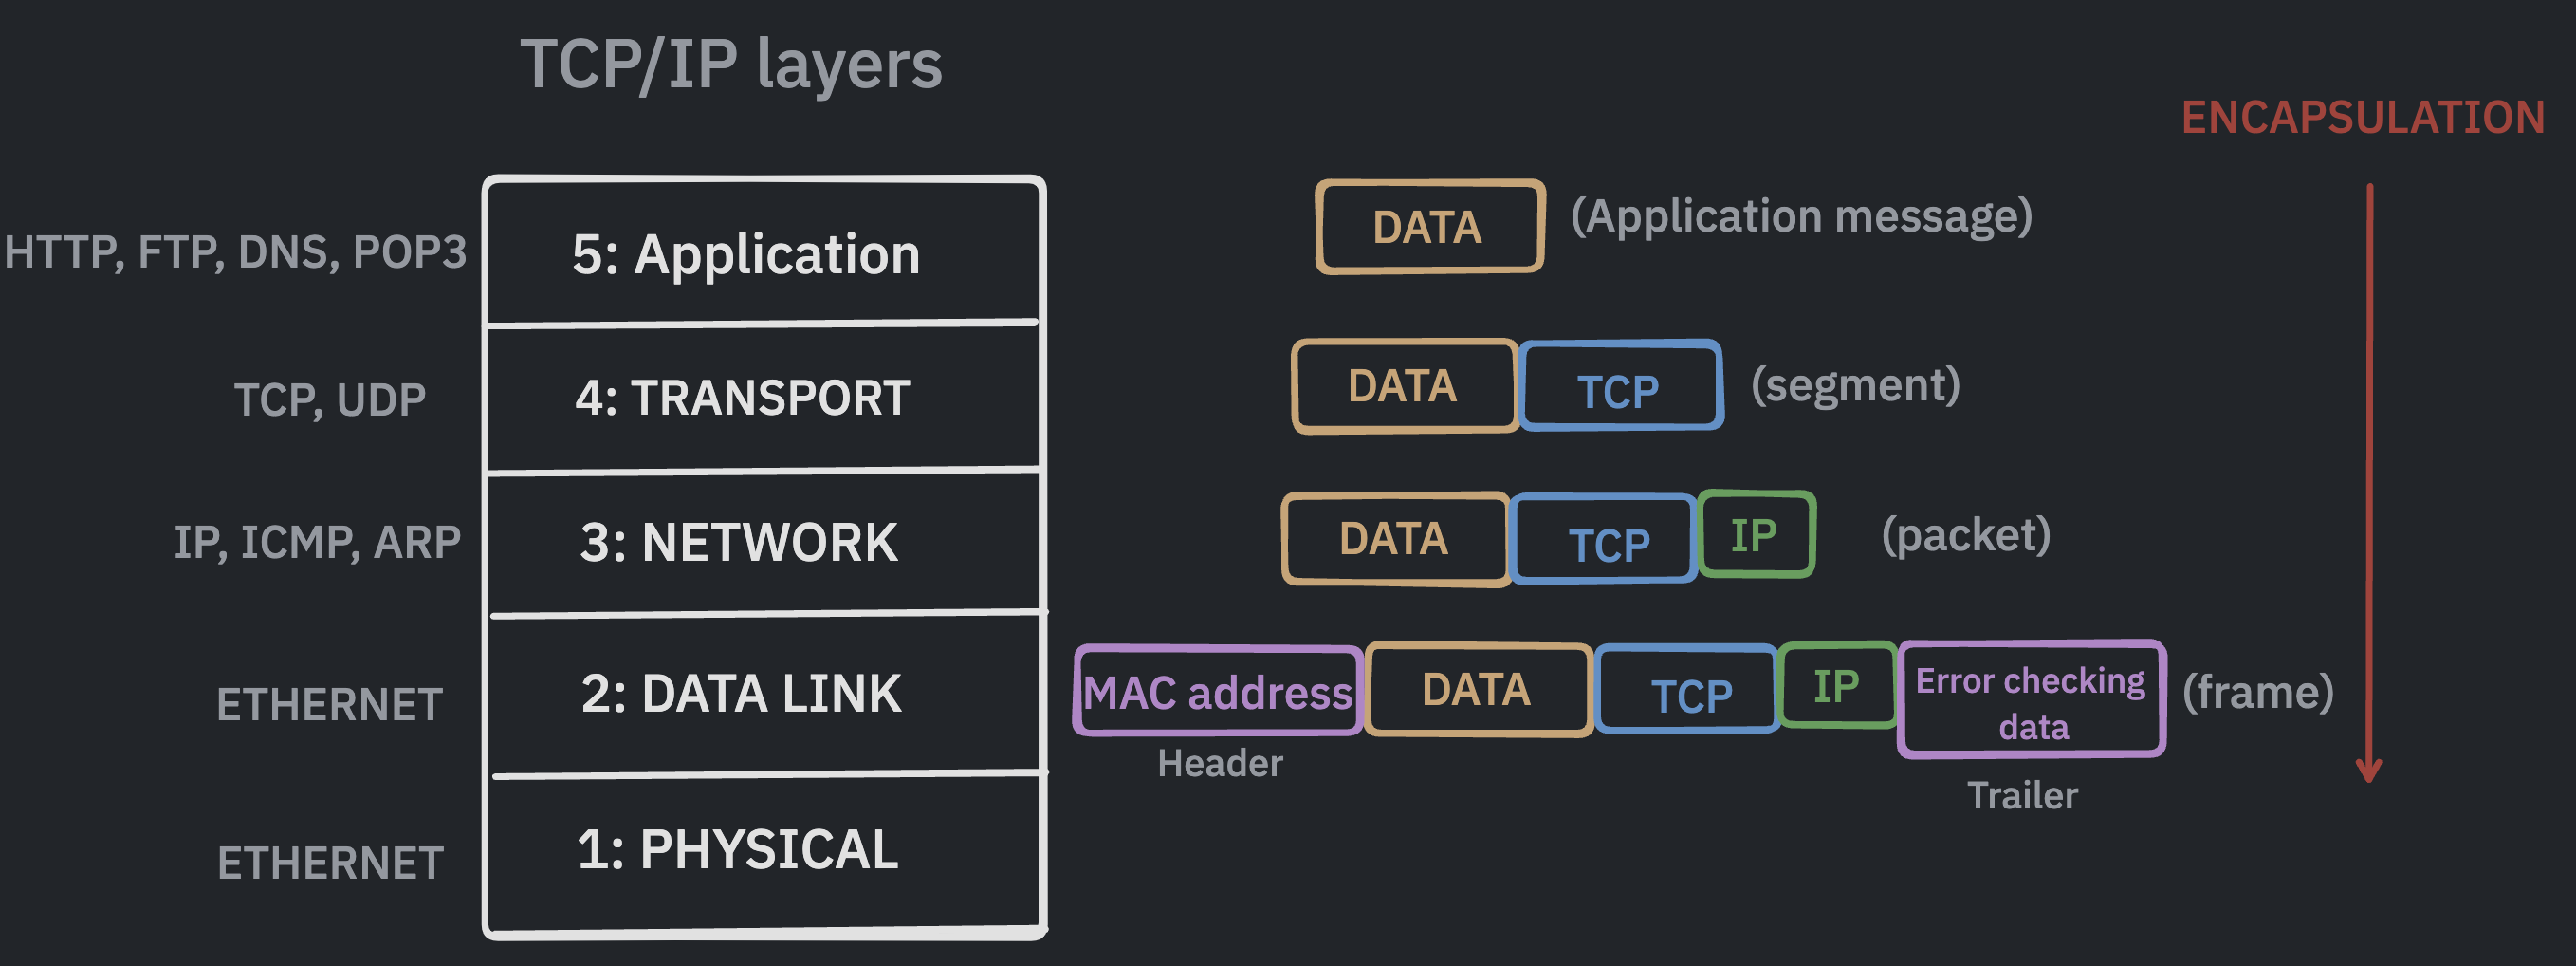 TCP/IP layers
ENCAPSULATION
HTTP, FTP, DNS, POP3
5: Application
DATA
(Application message)
TCP, UDP
4: TRANSPORT
DATA
TCP
(segment)
IP, ICMP, ARP
3: NETWORK
DATA
TCP
IP
(packet)
ETHERNET
2: DATA LINK
MAC address
DATA
TCP
IP
Error checking
data
(frame)
Header
Trailer
ETHERNET
1: PHYSICAL